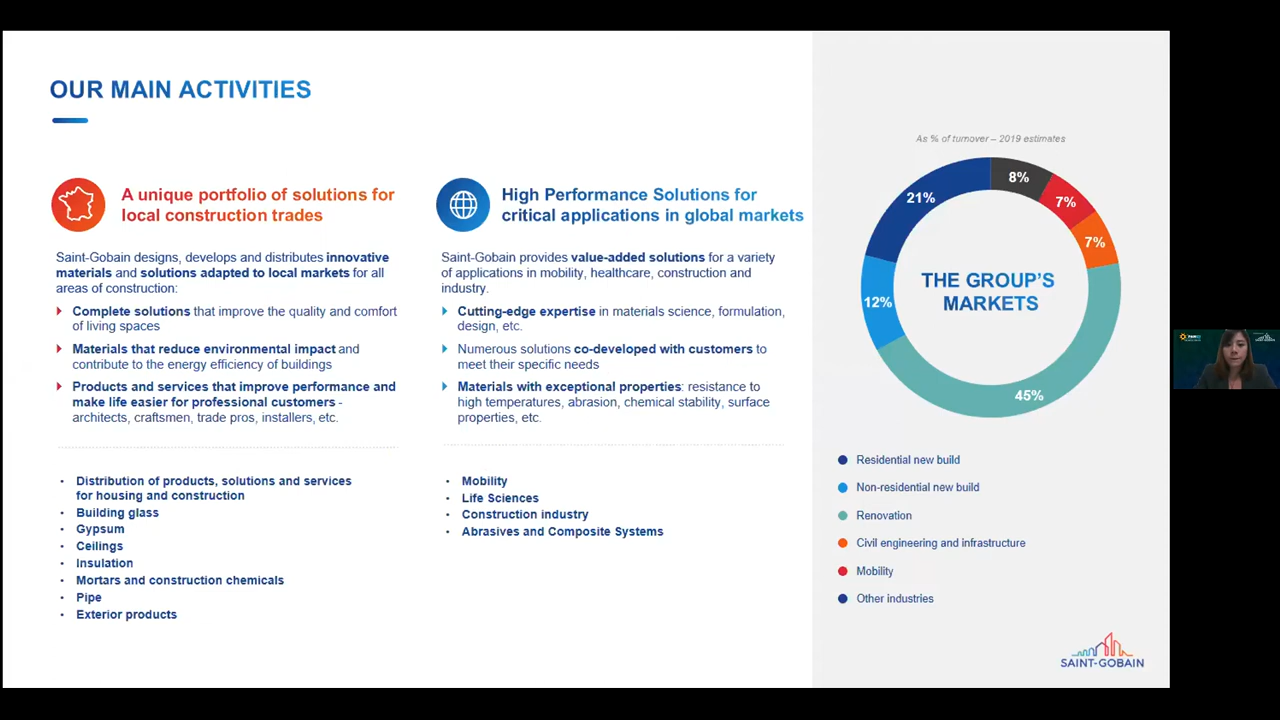 OUR MAIN ACTIVITIES
A unique portfolio of solutions for
local construction trades
Saint-Gobain designs, develops and distributes innovative
materials and solutions adapted to local markets for all
areas of construction:
Complete solutions that improve the quality and comfort
of living spaces
Materials that reduce environmental impact and
contribute to the energy efficiency of buildings
Products and services that improve performance and
make life easier for professional customers -
architects, craftsmen, trade pros, installers, etc.
• Distribution of products, solutions and services
for housing and construction
• Building glass
• Gypsum
• Ceilings
• Insulation
• Mortars and construction chemicals
• Pipe
• Exterior products
High Performance Solutions for
critical applications in global markets
Saint-Gobain provides value-added solutions for a variety
of applications in mobility, healthcare, construction and
industry.
Cutting-edge expertise in materials science, formulation,
design, etc.
Numerous solutions co-developed with customers to
meet their specific needs
Materials with exceptional properties: resistance to
high temperatures, abrasion, chemical stability, surface
properties, etc.
• Mobility
• Life Sciences
• Construction industry
• Abrasives and Composite Systems
As % of turnover – 2019 estimates
8%
7%
7%
45%
12%
21%
THE GROUP'S
MARKETS
Residential new build
Non-residential new build
Renovation
Civil engineering and infrastructure
Mobility
Other industries
SAINT-GOBAIN